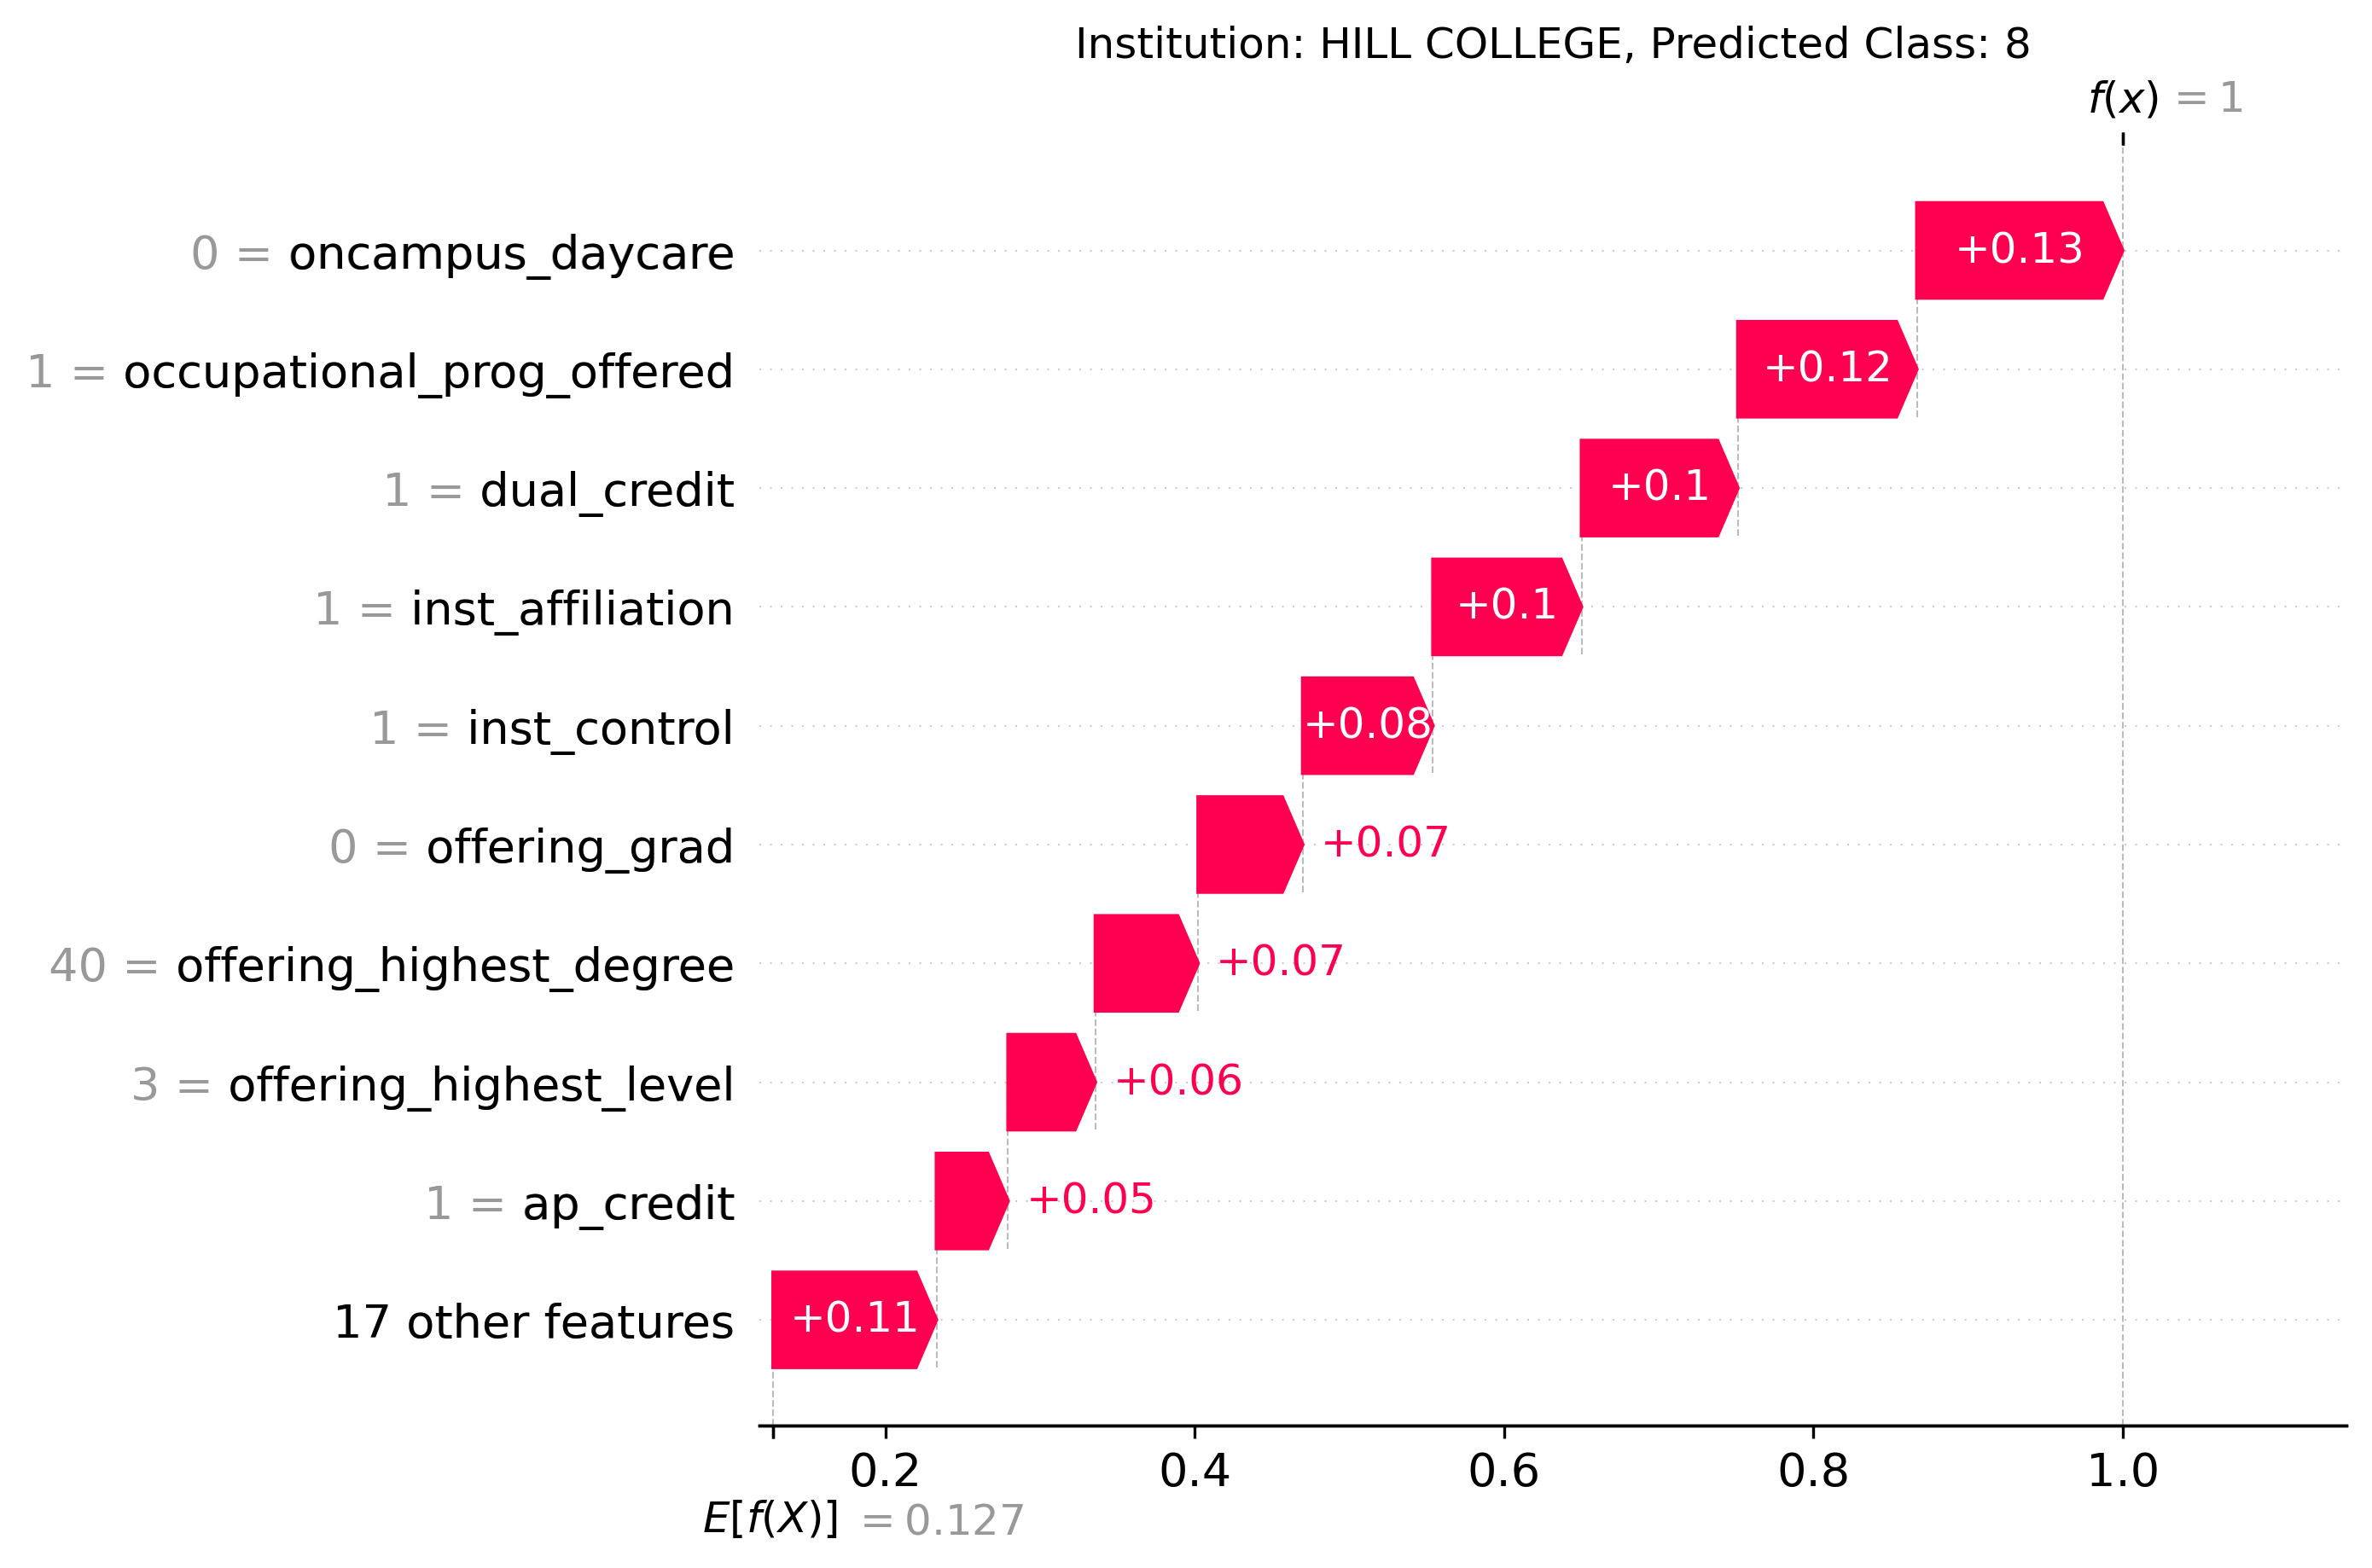 Institution: HILL COLLEGE, Predicted Class: 8
f(x) = 1
0 = oncampus_daycare +0.13
1 = occupational_prog_offered +0.12
1 = dual_credit +0.1
1 = inst_affiliation +0.1
1 = inst_control +0.08
0 = offering_grad +0.07
40 = offering_highest_degree +0.07
3 = offering_highest_level +0.06
1 = ap_credit +0.05
17 other features +0.11
0.2 0.4 0.6 0.8 1.0
E[f(X)] = 0.127